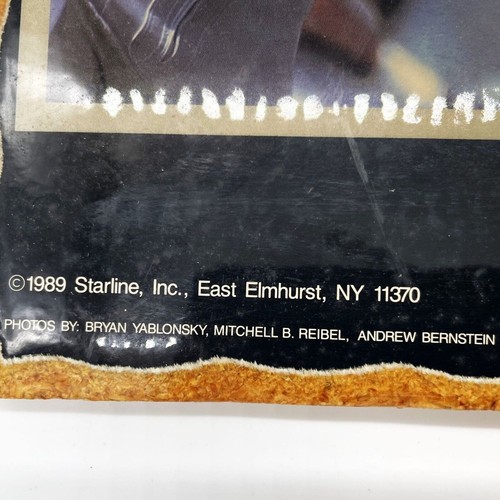 ©1989 Starline, Inc., East Elmhurst, NY 11370
PHOTOS BY: BRYAN YABLONSKY, MITCHELL B. REIBEL, ANDREW BERNSTEIN